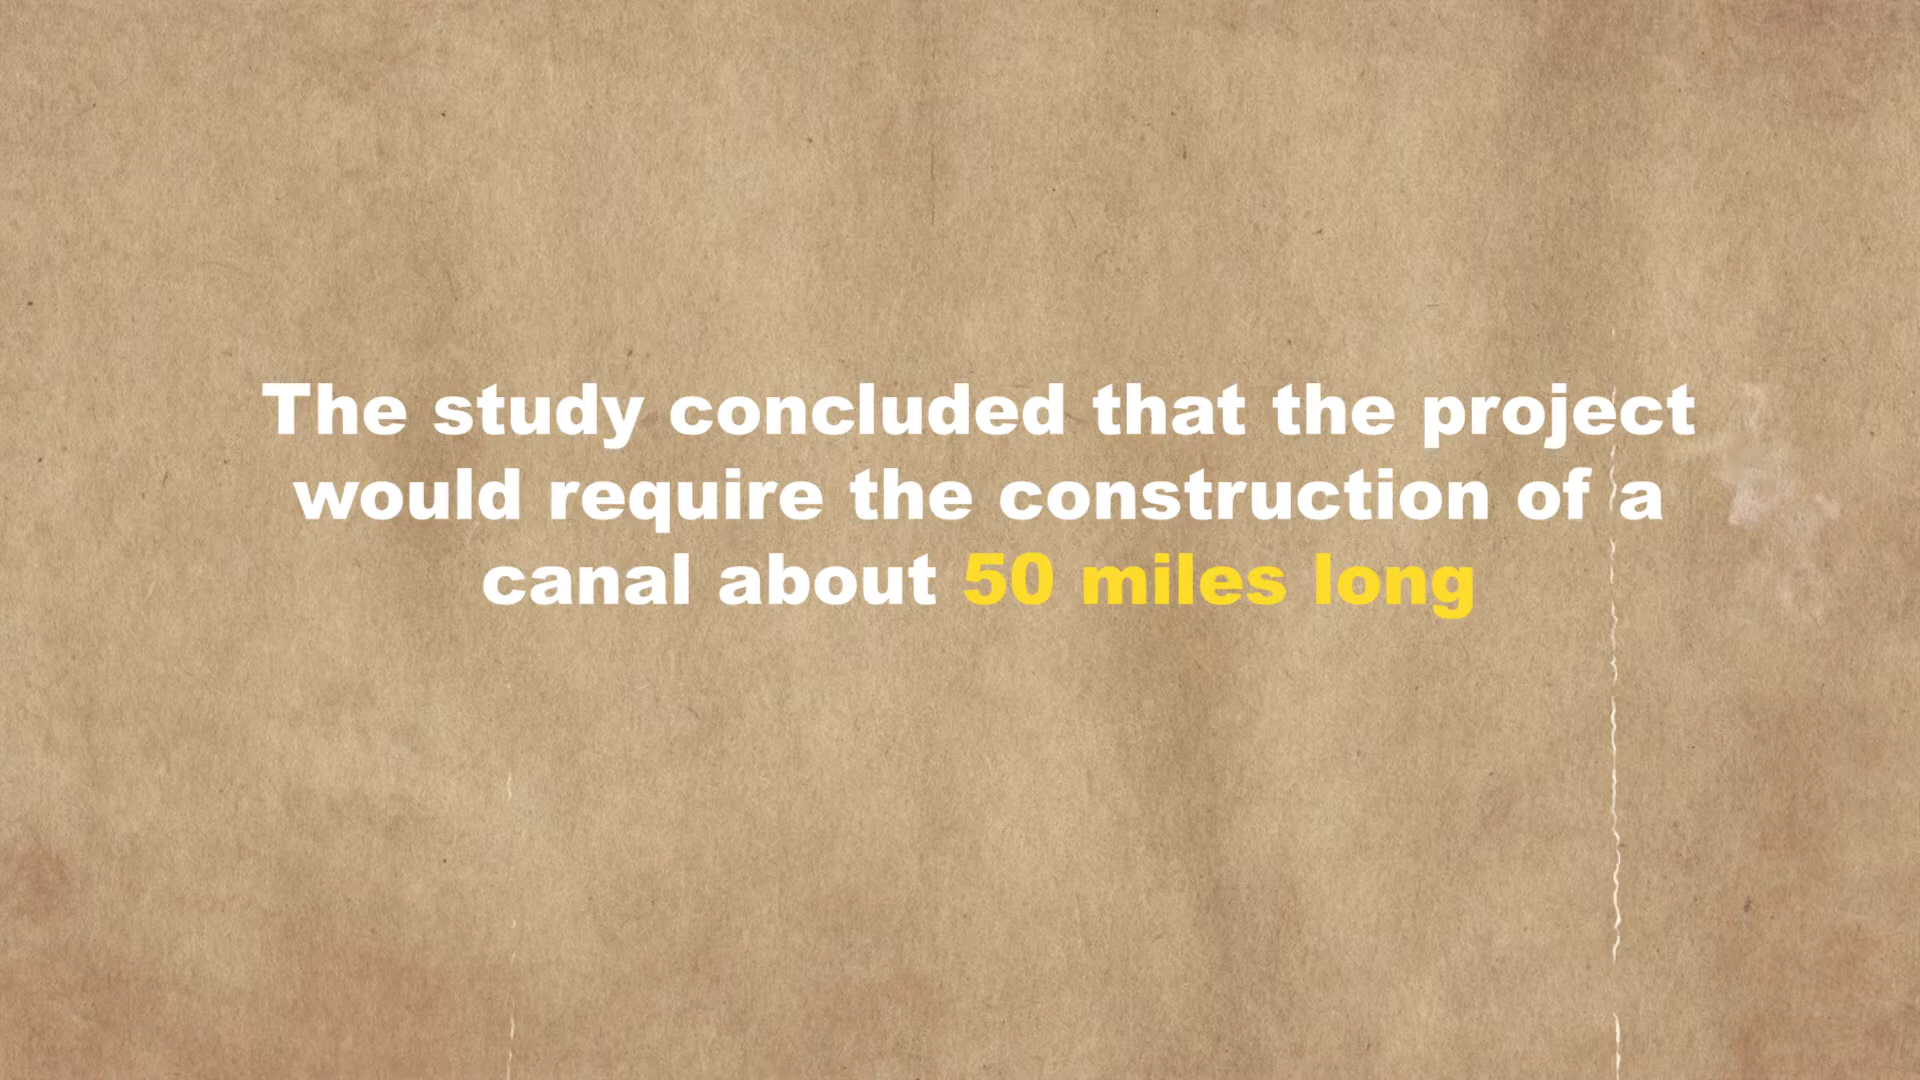 The study concluded that the project
would require the construction of a
canal about 50 miles long